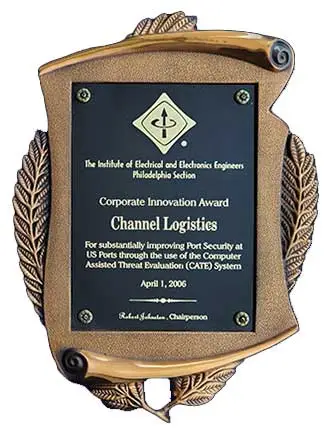 ®
The Institute of Electrical and Electronics Engineers
Philadelphia Section
Corporate Innovation Award
Channel Logistics
For substantially improving Port Security at
US Ports through the use of the Computer
Assisted Threat Evaluation (CATE) System
April 1, 2006
Robert Johnston, Chairperson